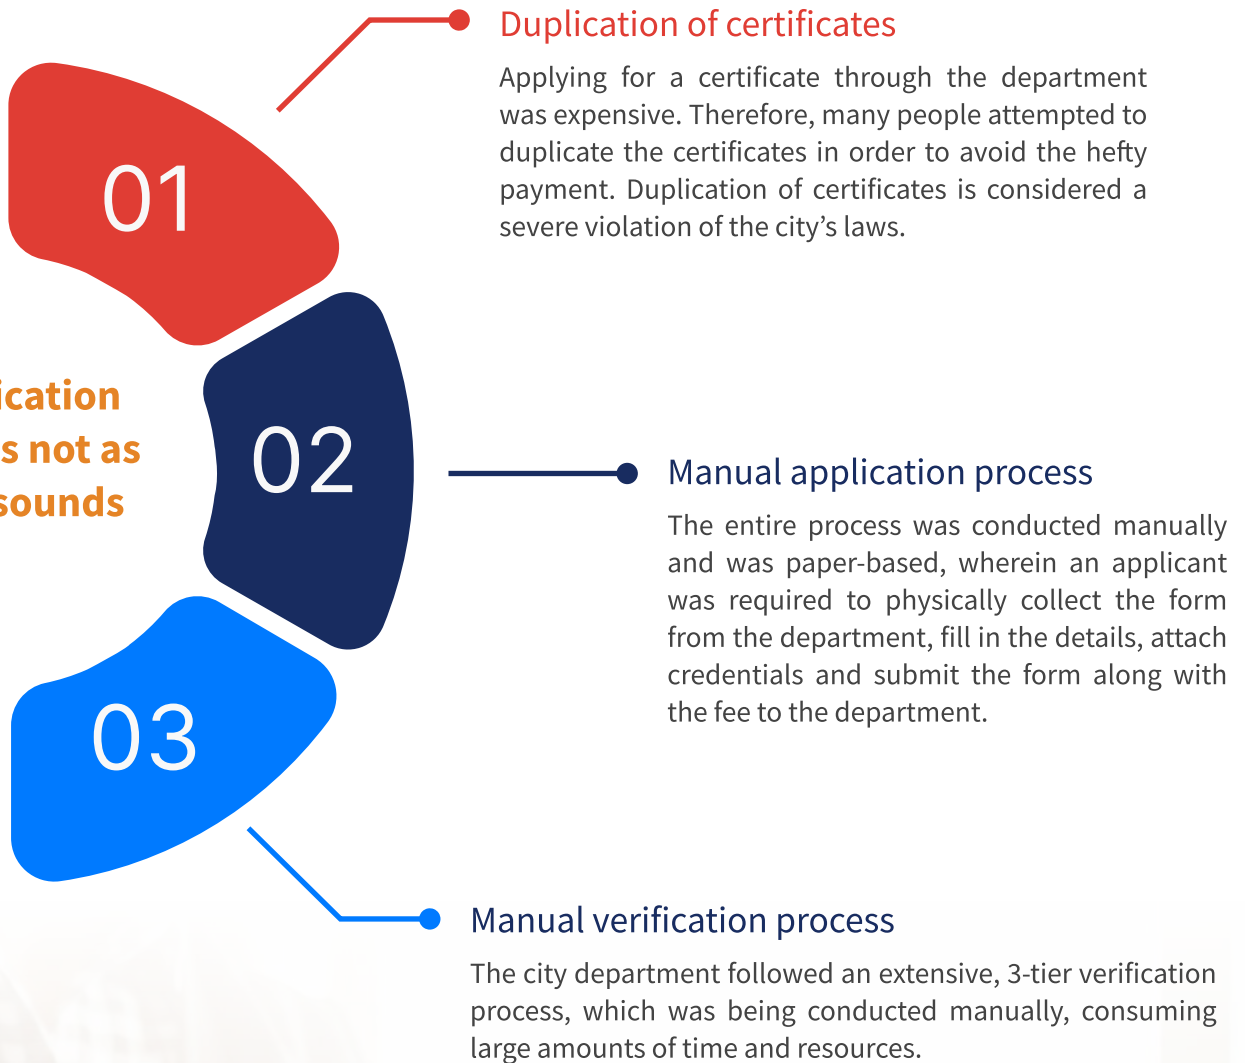 Duplication of certificates
Applying for a certificate through the department
was expensive. Therefore, many people attempted to
duplicate the certificates in order to avoid the hefty
payment. Duplication of certificates is considered a
severe violation of the city’s laws.
01
ication
s not as
sounds
02
Manual application process
The entire process was conducted manually
and was paper-based, wherein an applicant
was required to physically collect the form
from the department, fill in the details, attach
credentials and submit the form along with
the fee to the department.
03
Manual verification process
The city department followed an extensive, 3-tier verification
process, which was being conducted manually, consuming
large amounts of time and resources.